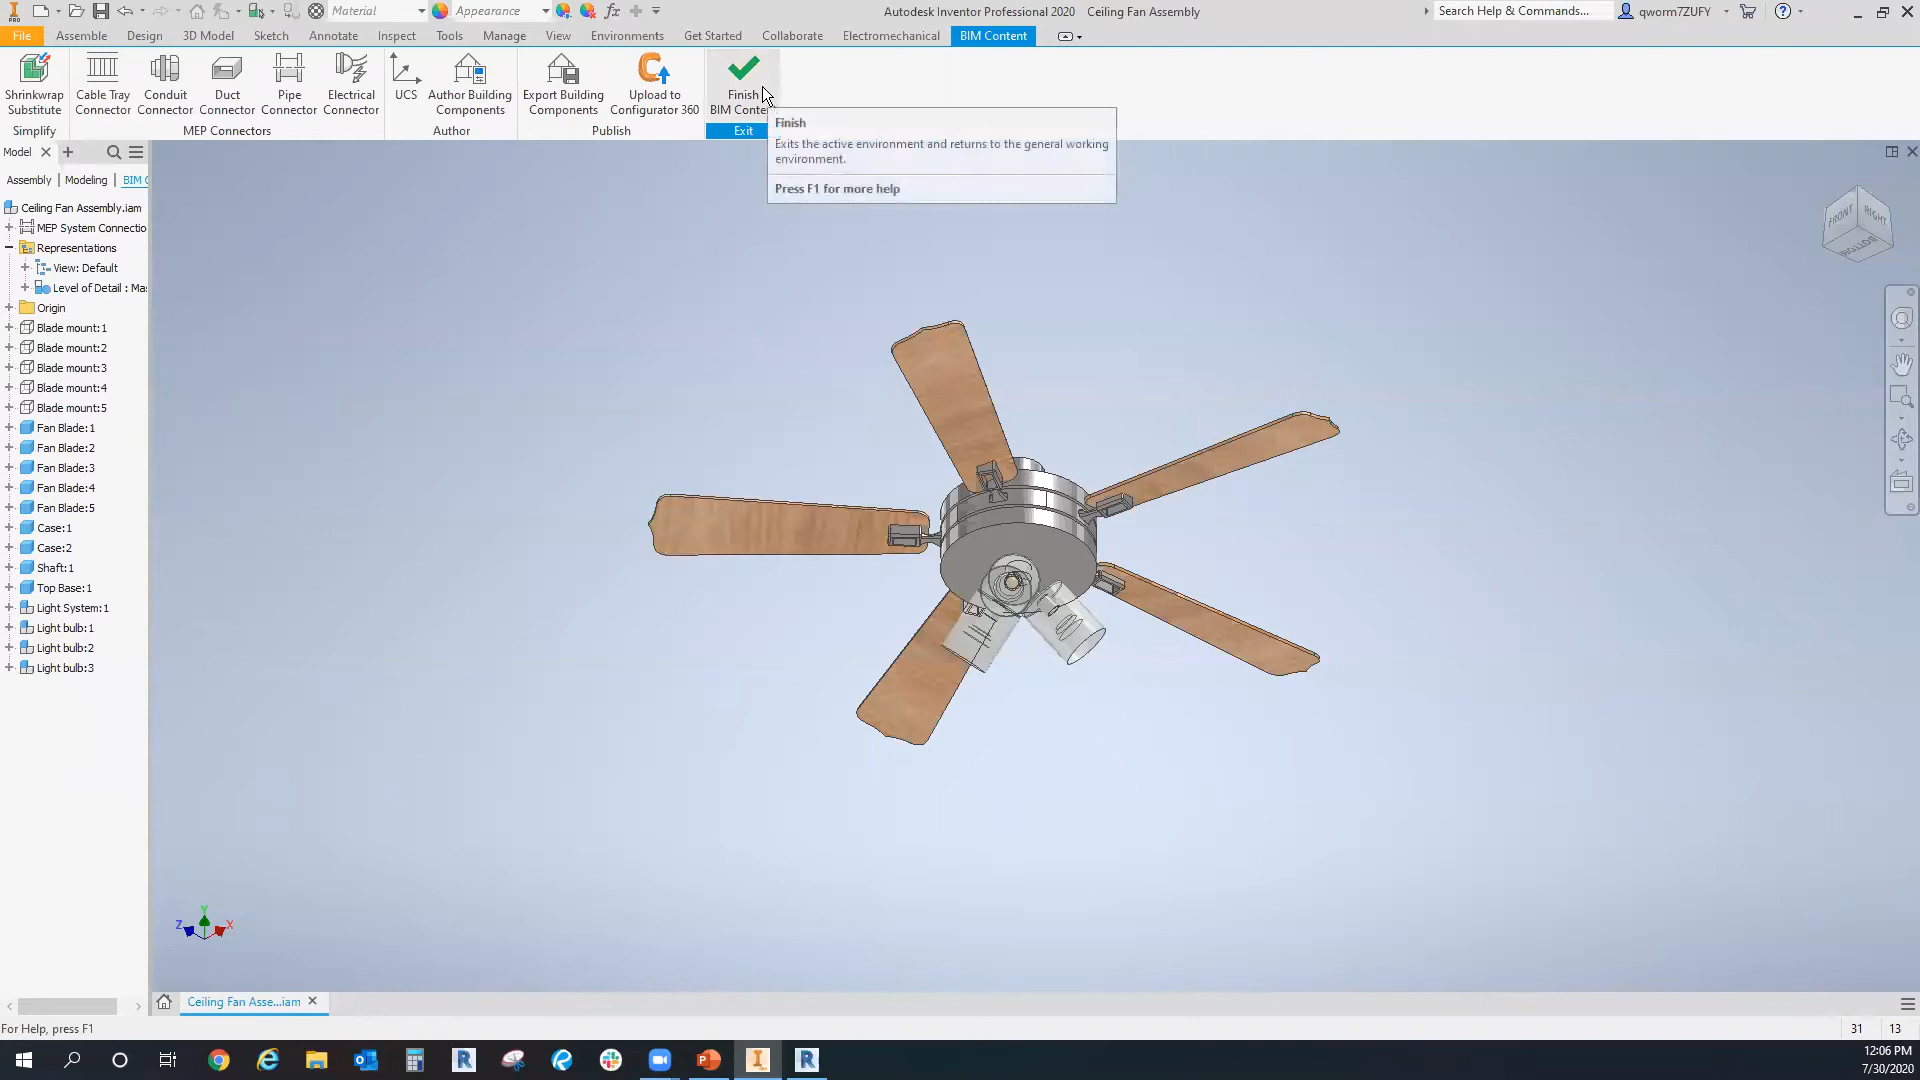 PRO
Material
Appearance
fx
Autodesk Inventor Professional 2020 Ceiling Fan Assembly
Search Help & Commands...
qworm7ZUFY
File Assemble Design 3D Model Sketch Annotate Inspect Tools Manage View Environments Get Started Collaborate Electromechanical BIM Content
Shrinkwrap Substitute
Cable Tray Connector
Conduit Connector
Duct Connector
Pipe Connector
Electrical Connector
UCS
Author Building Components
Export Building Components
Upload to Configurator 360
Finish
BIM Conte
Simplify MEP Connectors Author Publish Exit
Finish
Exits the active environment and returns to the general working
environment.
Press F1 for more help
Model
Assembly Modeling BIM C
Ceiling Fan Assembly.iam
MEP System Connectio
Representations
View: Default
Level of Detail : Mas
Origin
Blade mount:1
Blade mount:2
Blade mount:3
Blade mount:4
Blade mount:5
Fan Blade:1
Fan Blade:2
Fan Blade:3
Fan Blade:4
Fan Blade:5
Case:1
Case:2
Shaft:1
Top Base:1
Light System:1
Light bulb:1
Light bulb:2
Light bulb:3
FRONT
RIGHT
BOTTOM
Y
Z
X
Ceiling Fan Asse...iam
For Help, press F1
31 13
12:06 PM
7/30/2020